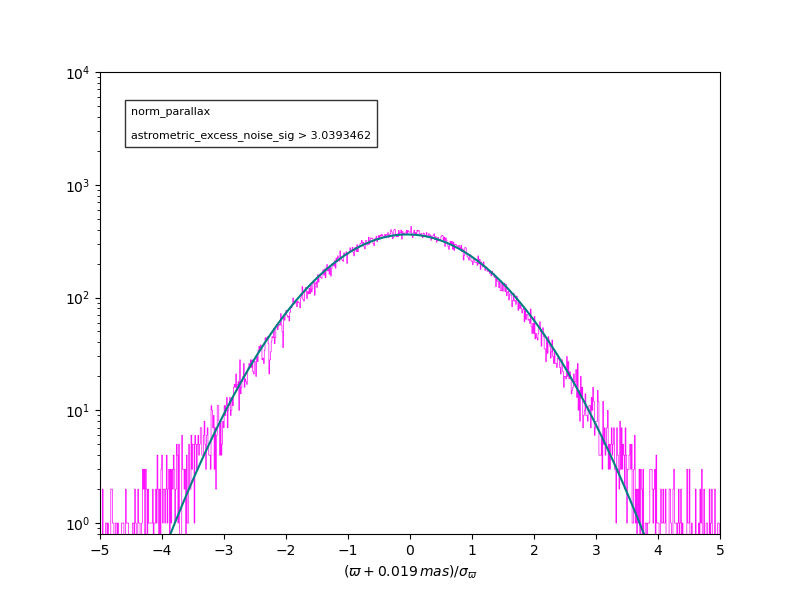 10⁴
norm_parallax
astrometric_excess_noise_sig > 3.0393462
10³
10²
10¹
10⁰
−5 −4 −3 −2 −1 0 1 2 3 4 5
(ϖ + 0.019 mas)/σ_ϖ